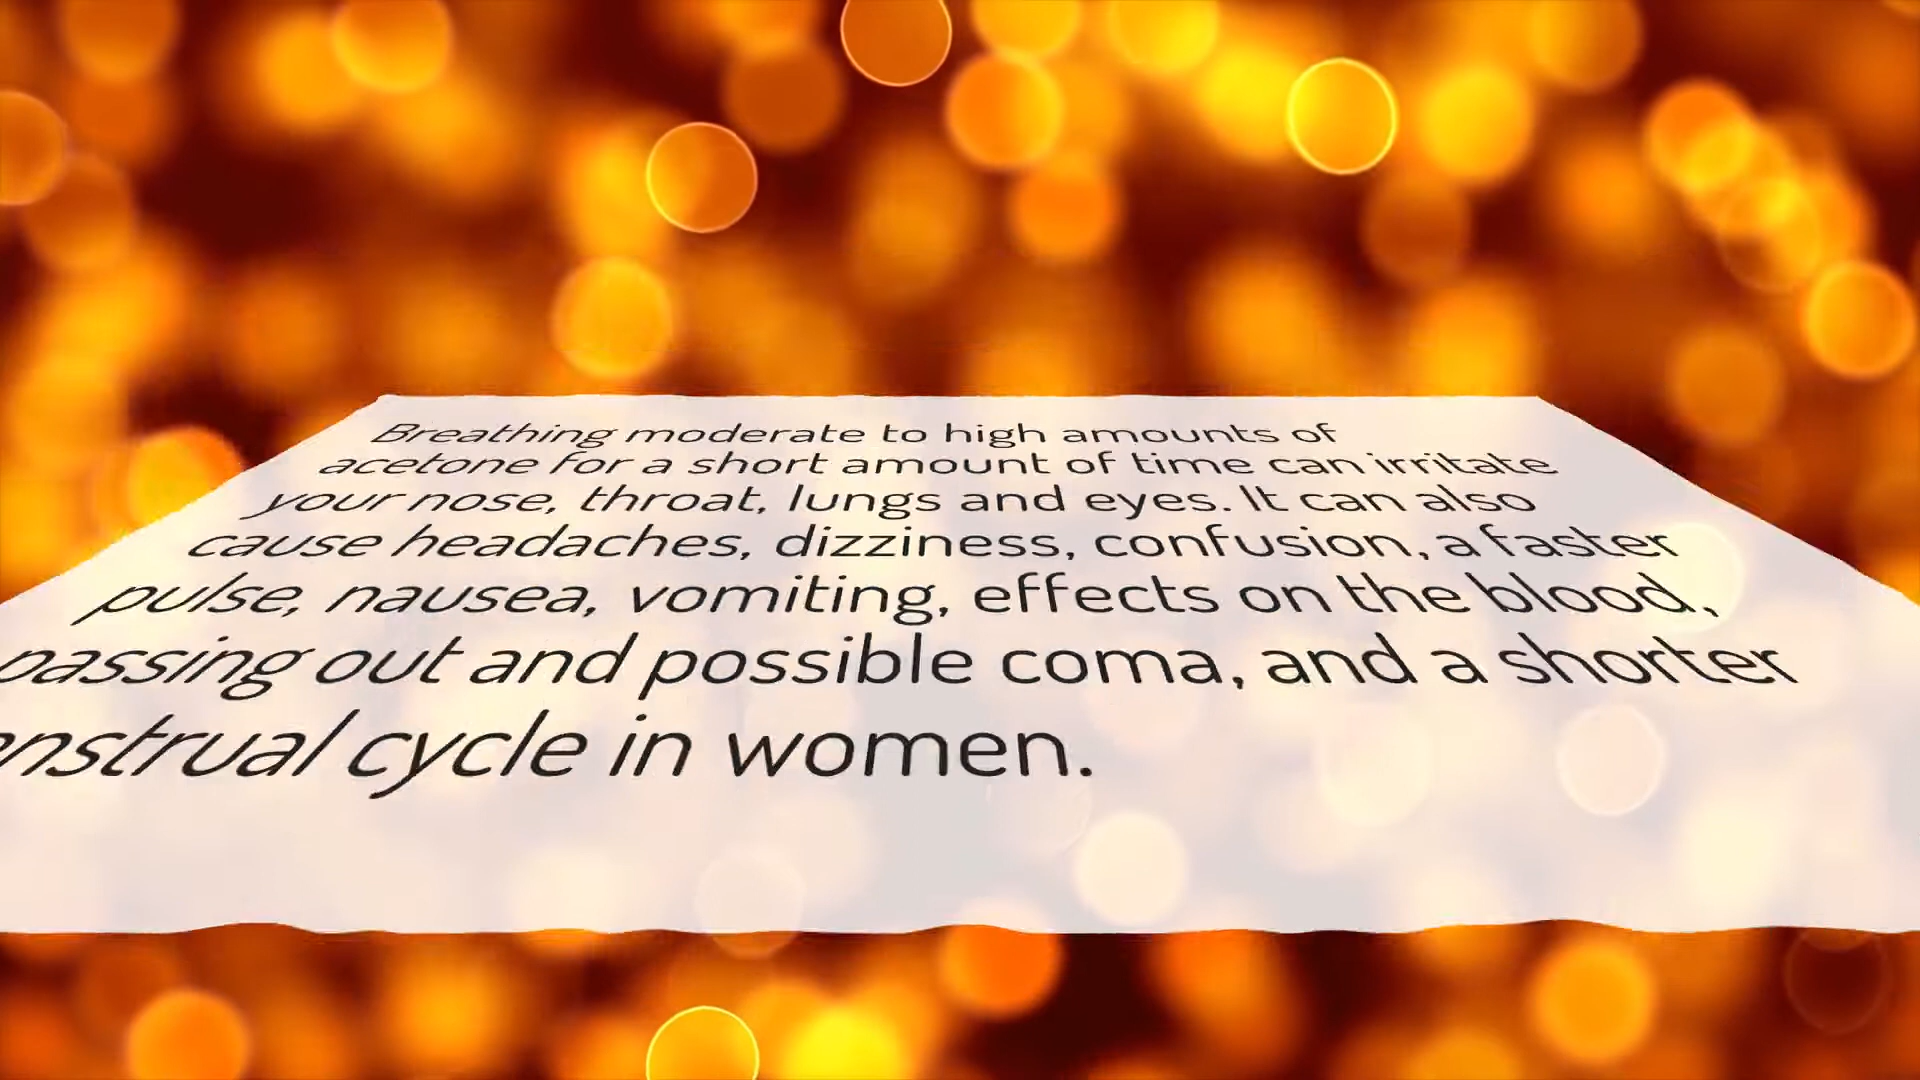 Breathing moderate to high amounts of
acetone for a short amount of time can irritate
your nose, throat, lungs and eyes. It can also
cause headaches, dizziness, confusion, a faster
pulse, nausea, vomiting, effects on the blood,
passing out and possible coma, and a shorter
nstrual cycle in women.